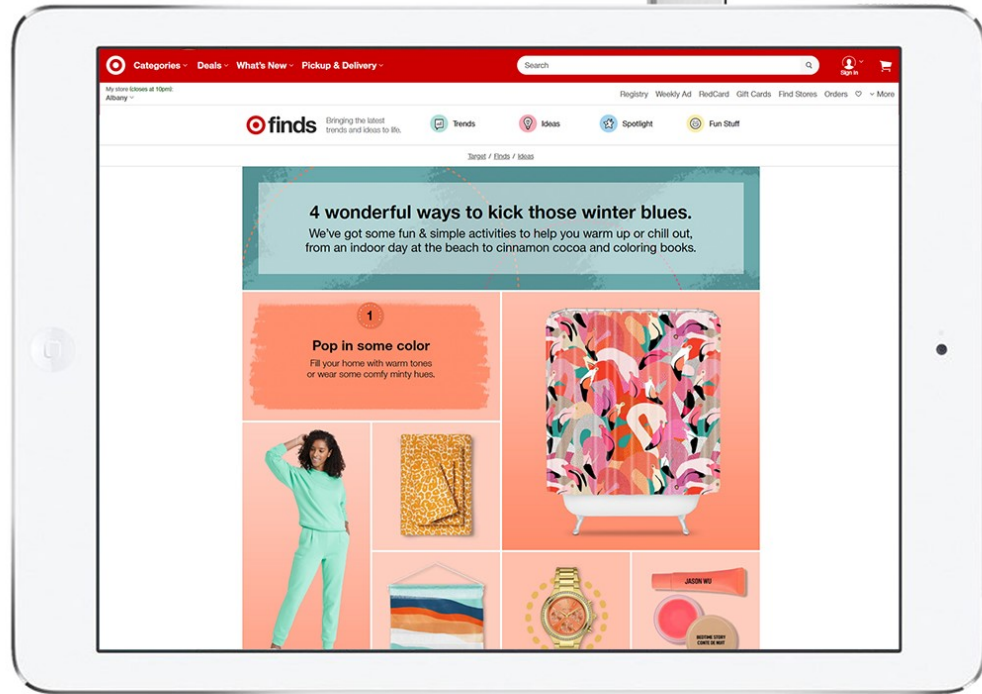 Categories Deals What's New Pickup & Delivery Search Sign In
My store (closes at 10pm):
Albany
Registry Weekly Ad RedCard Gift Cards Find Stores Orders More
finds Bringing the latest
trends and ideas to life.
Trends Ideas Spotlight Fun Stuff
Target / Finds / Ideas
4 wonderful ways to kick those winter blues.
We've got some fun & simple activities to help you warm up or chill out,
from an indoor day at the beach to cinnamon cocoa and coloring books.
1
Pop in some color
Fill your home with warm tones
or wear some comfy minty hues.
JASON WU
BEDTIME STORY
CONTE DE NUIT